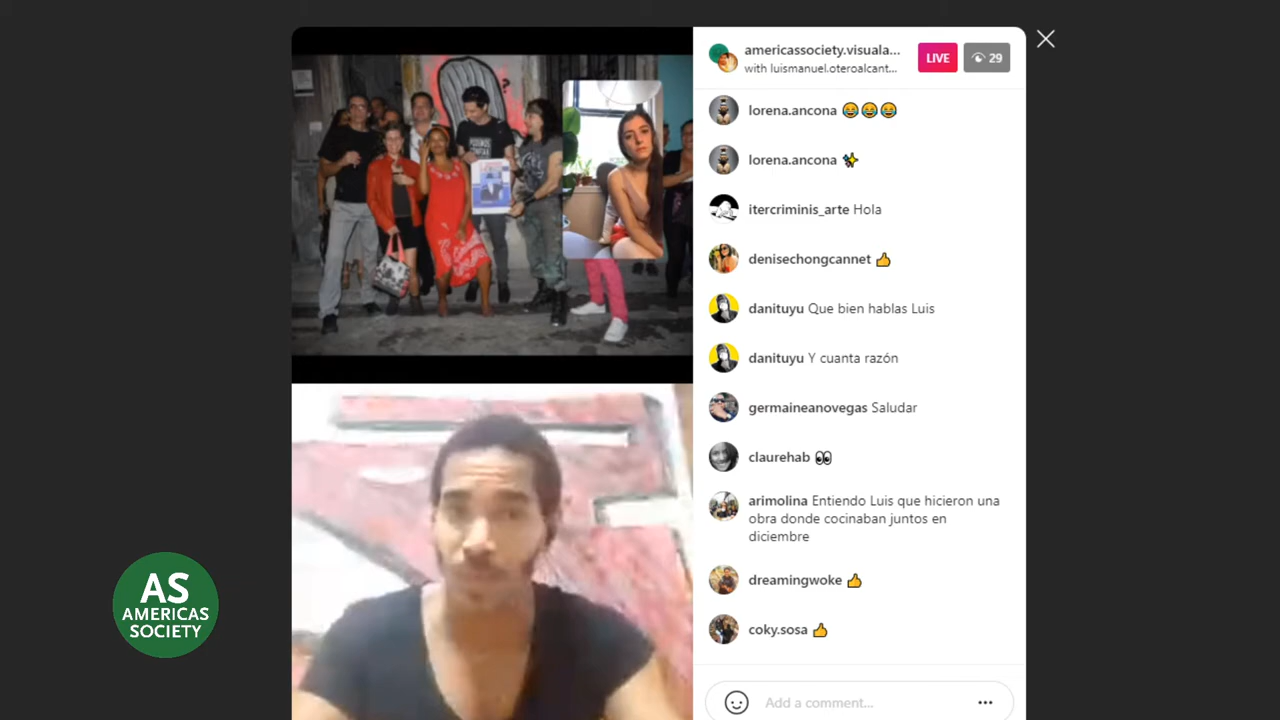 americassociety.visuala...
with luismanuel.oteroalcant...
LIVE
29
lorena.ancona 😂😂😂
lorena.ancona ✨
itercriminis_arte Hola
denisechongcannet 👍
danituyu Que bien hablas Luis
danituyu Y cuanta razón
germaineanovegas Saludar
claurehab 👀
arimolina Entiendo Luis que hicieron una
obra donde cocinaban juntos en
diciembre
dreamingwoke 👍
coky.sosa 👍
Add a comment...
AS
AMERICAS
SOCIETY
PODEMOS
?